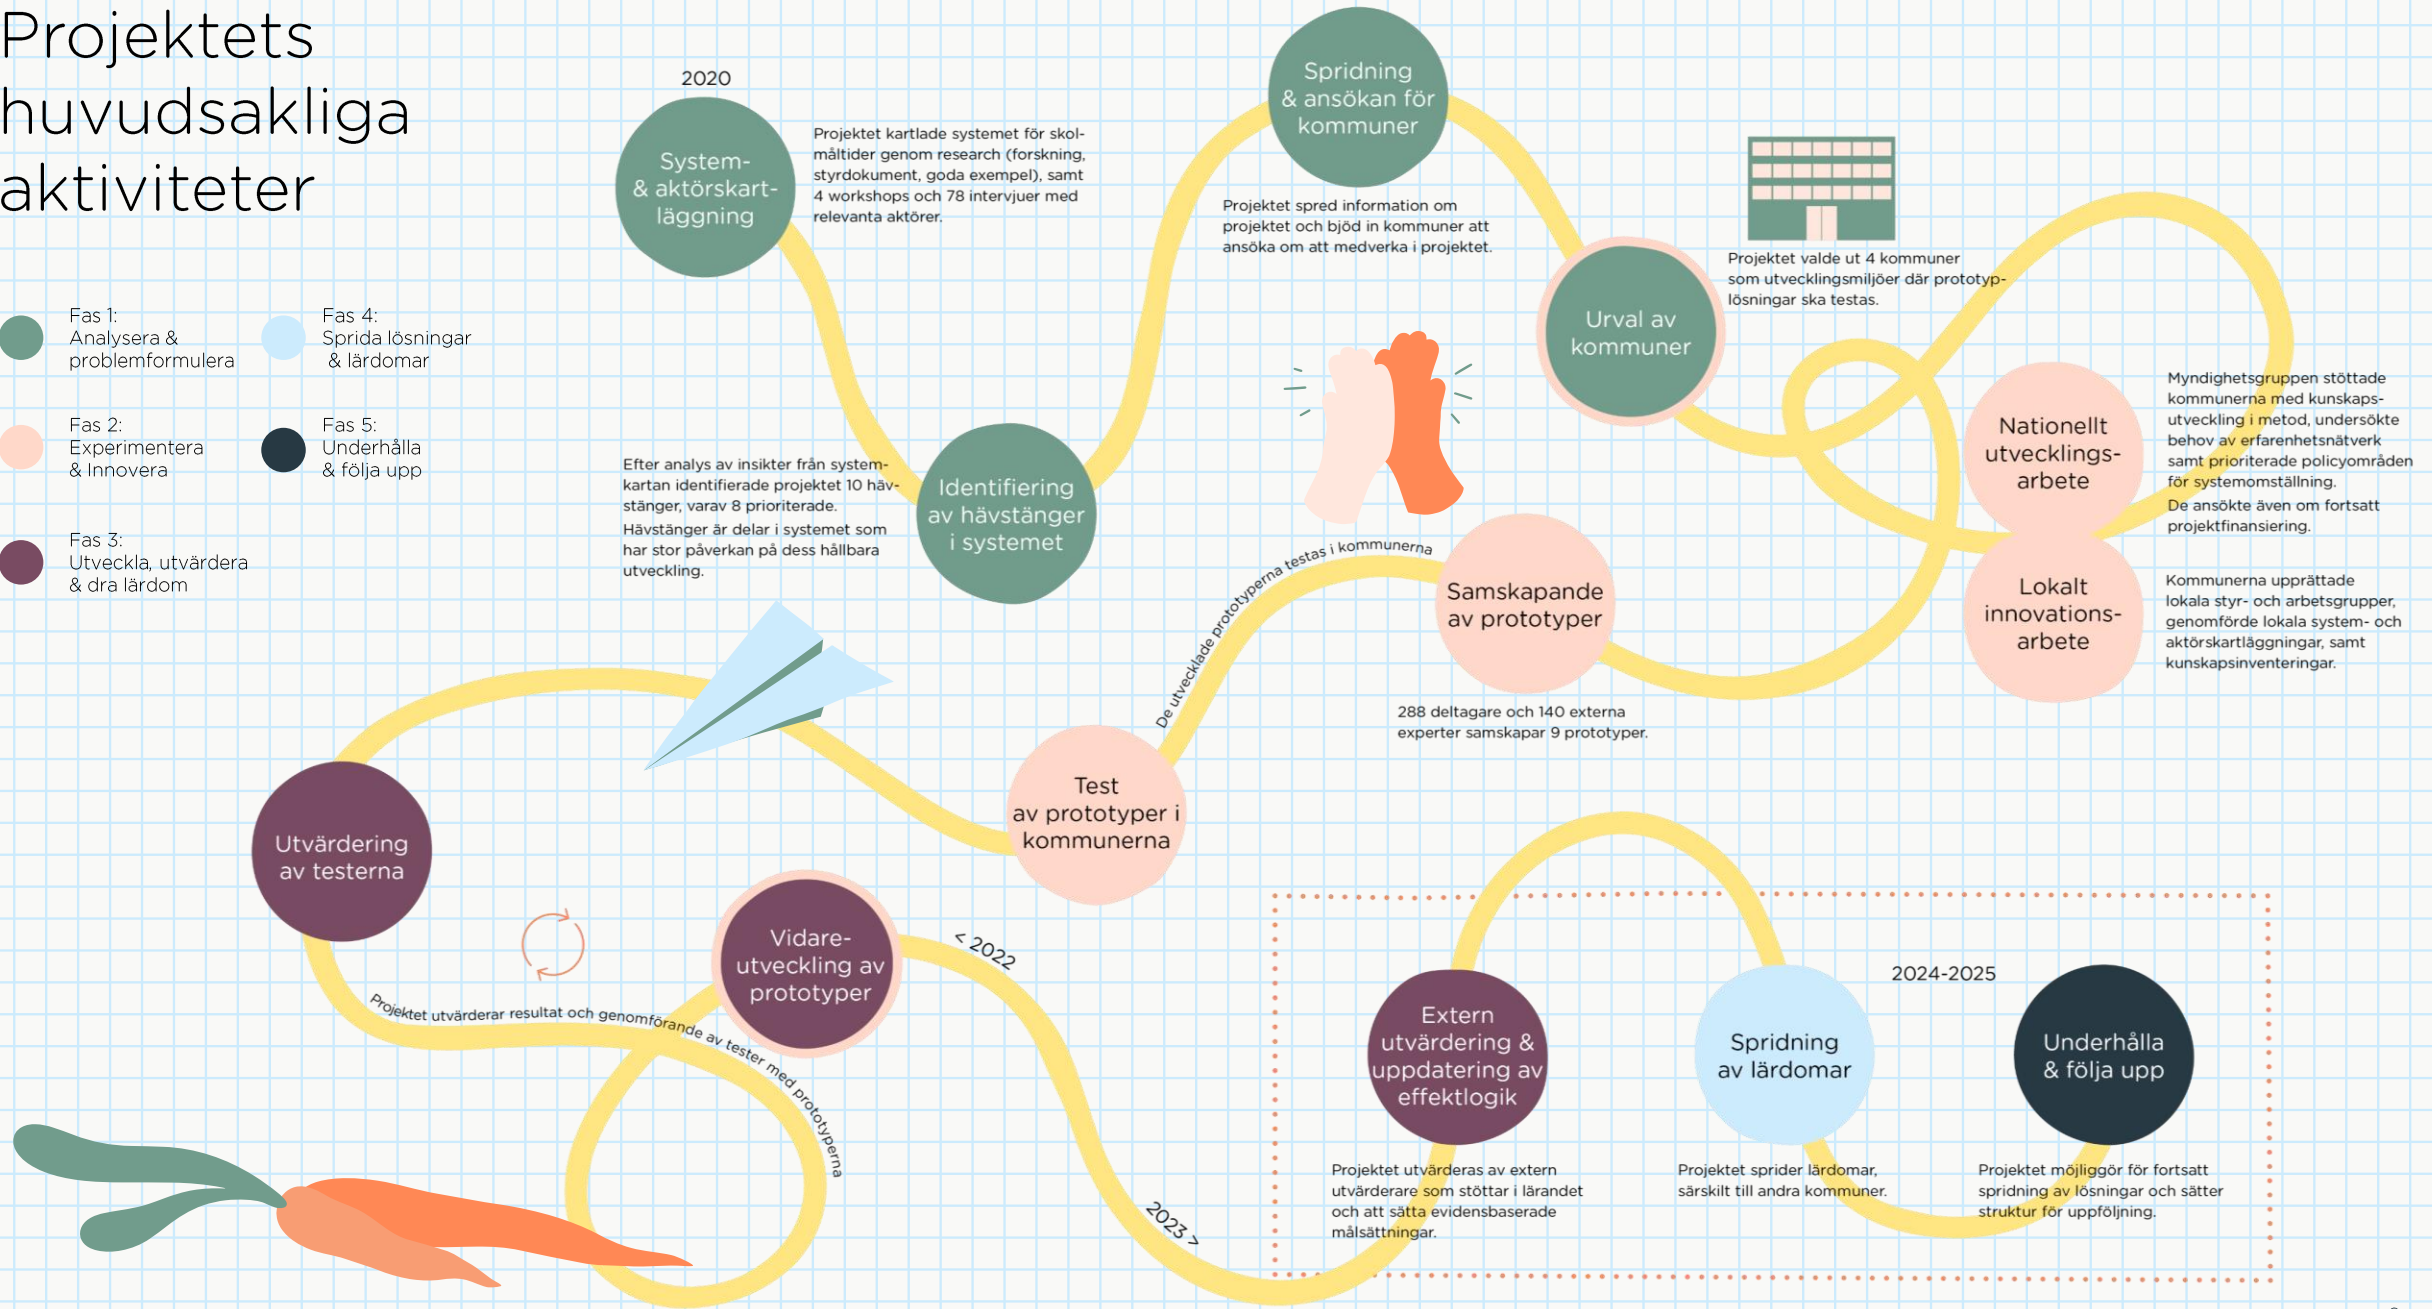 Projektets
huvudsakliga
aktiviteter
Fas 1:
Analysera &
problemformulera
Fas 2:
Experimentera
& Innovera
Fas 3:
Utveckla, utvärdera
& dra lärdom
Fas 4:
Sprida lösningar
& lärdomar
Fas 5:
Underhålla
& följa upp
2020
System-
& aktörskart-
läggning
Projektet kartlade systemet för skol-
måltider genom research (forskning,
styrdokument, goda exempel), samt
4 workshops och 78 intervjuer med
relevanta aktörer.
Efter analys av insikter från system-
kartan identifierade projektet 10 häv-
stänger, varav 8 prioriterade.
Hävstänger är delar i systemet som
har stor påverkan på dess hållbara
utveckling.
Identifiering
av hävstänger
i systemet
Spridning
& ansökan för
kommuner
Projektet spred information om
projektet och bjöd in kommuner att
ansöka om att medverka i projektet.
Urval av
kommuner
Projektet valde ut 4 kommuner
som utvecklingsmiljöer där prototyp-
lösningar ska testas.
Nationellt
utvecklings-
arbete
Myndighetsgruppen stöttade
kommunerna med kunskaps-
utveckling i metod, undersökte
behov av erfarenhetsnätverk
samt prioriterade policyområden
för systemomställning.
De ansökte även om fortsatt
projektfinansiering.
Lokalt
innovations-
arbete
Kommunerna upprättade
lokala styr- och arbetsgrupper,
genomförde lokala system- och
aktörskartläggningar, samt
kunskapsinventeringar.
Samskapande
av prototyper
288 deltagare och 140 externa
experter samskapar 9 prototyper.
De utvecklade prototyperna testas i kommunerna
Test
av prototyper i
kommunerna
Utvärdering
av testerna
Projektet utvärderar resultat och genomförande av tester med prototyperna
Vidare-
utveckling av
prototyper
< 2022
2023 >
Extern
utvärdering &
uppdatering av
effektlogik
Projektet utvärderas av extern
utvärderare som stöttar i lärandet
och att sätta evidensbaserade
målsättningar.
Spridning
av lärdomar
Projektet sprider lärdomar,
särskilt till andra kommuner.
2024-2025
Underhålla
& följa upp
Projektet möjliggör för fortsatt
spridning av lösningar och sätter
struktur för uppföljning.